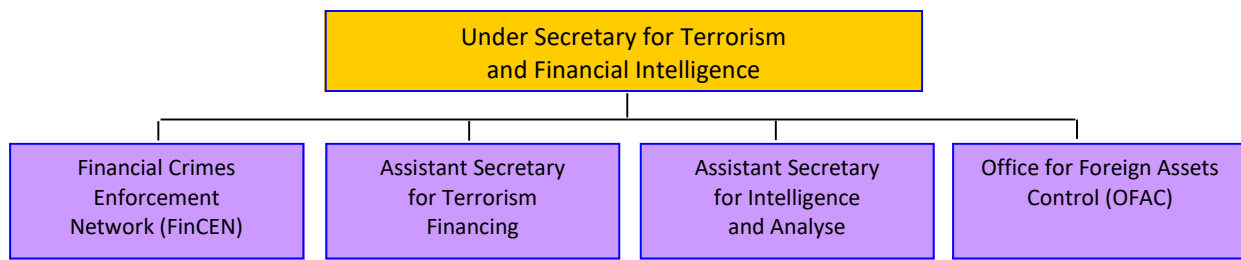 Under Secretary for Terrorism
and Financial Intelligence
Financial Crimes
Enforcement
Network (FinCEN)
Assistant Secretary
for Terrorism
Financing
Assistant Secretary
for Intelligence
and Analyse
Office for Foreign Assets
Control (OFAC)